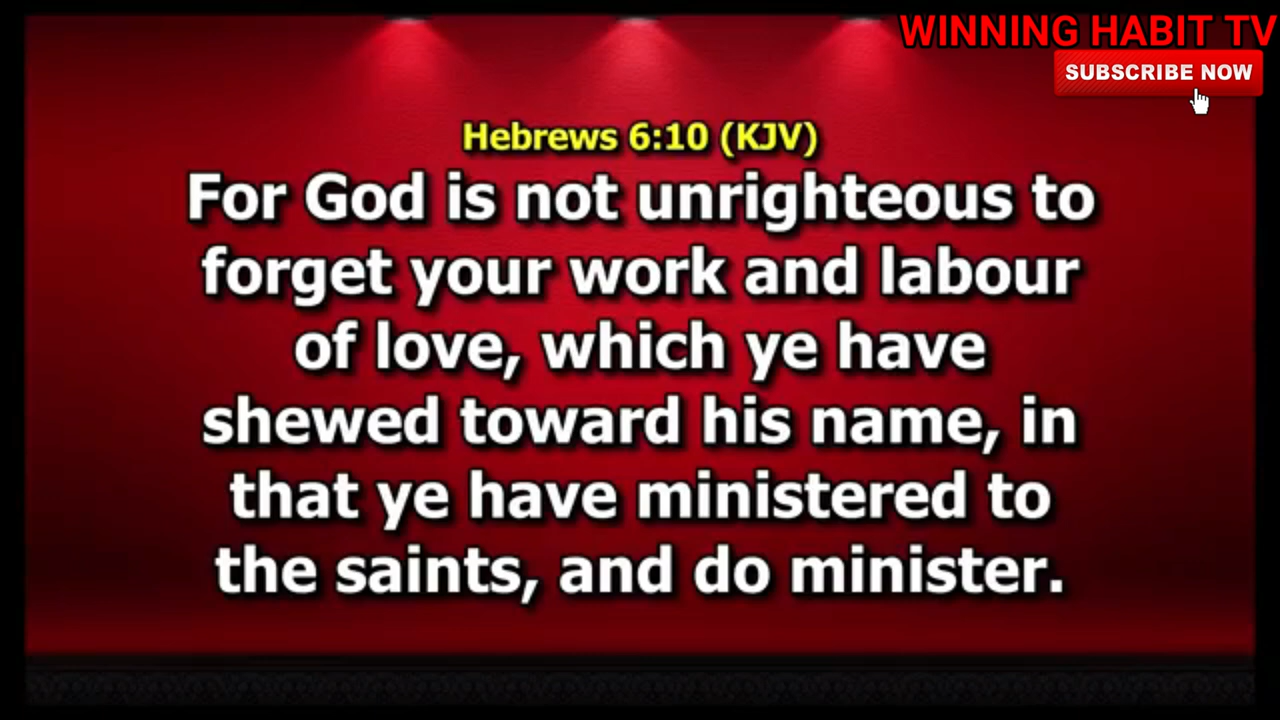 WINNING HABIT TV
SUBSCRIBE NOW
Hebrews 6:10 (KJV)
For God is not unrighteous to
forget your work and labour
of love, which ye have
shewed toward his name, in
that ye have ministered to
the saints, and do minister.